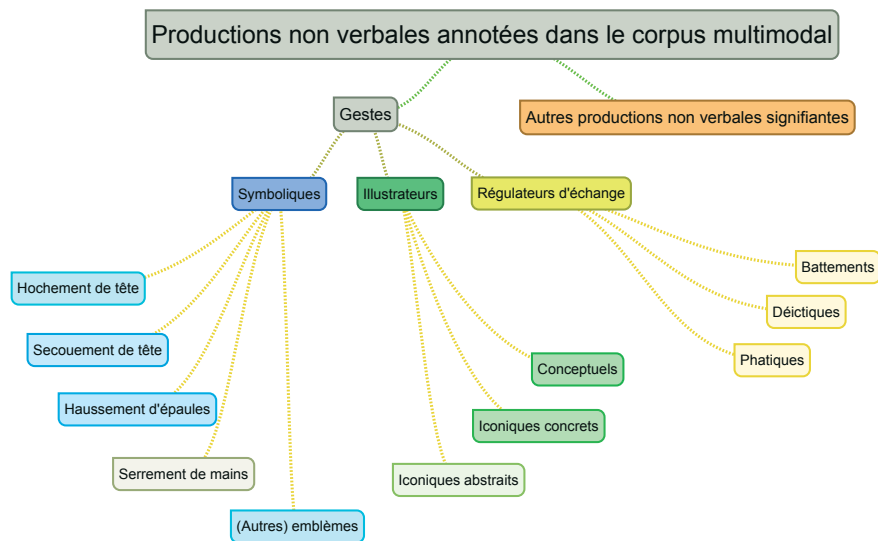 Productions non verbales annotées dans le corpus multimodal
Gestes
Autres productions non verbales signifiantes
Symboliques
Illustrateurs
Régulateurs d'échange
Battements
Hochement de tête
Déictiques
Secouement de tête
Phatiques
Conceptuels
Haussement d'épaules
Iconiques concrets
Serrement de mains
Iconiques abstraits
(Autres) emblèmes